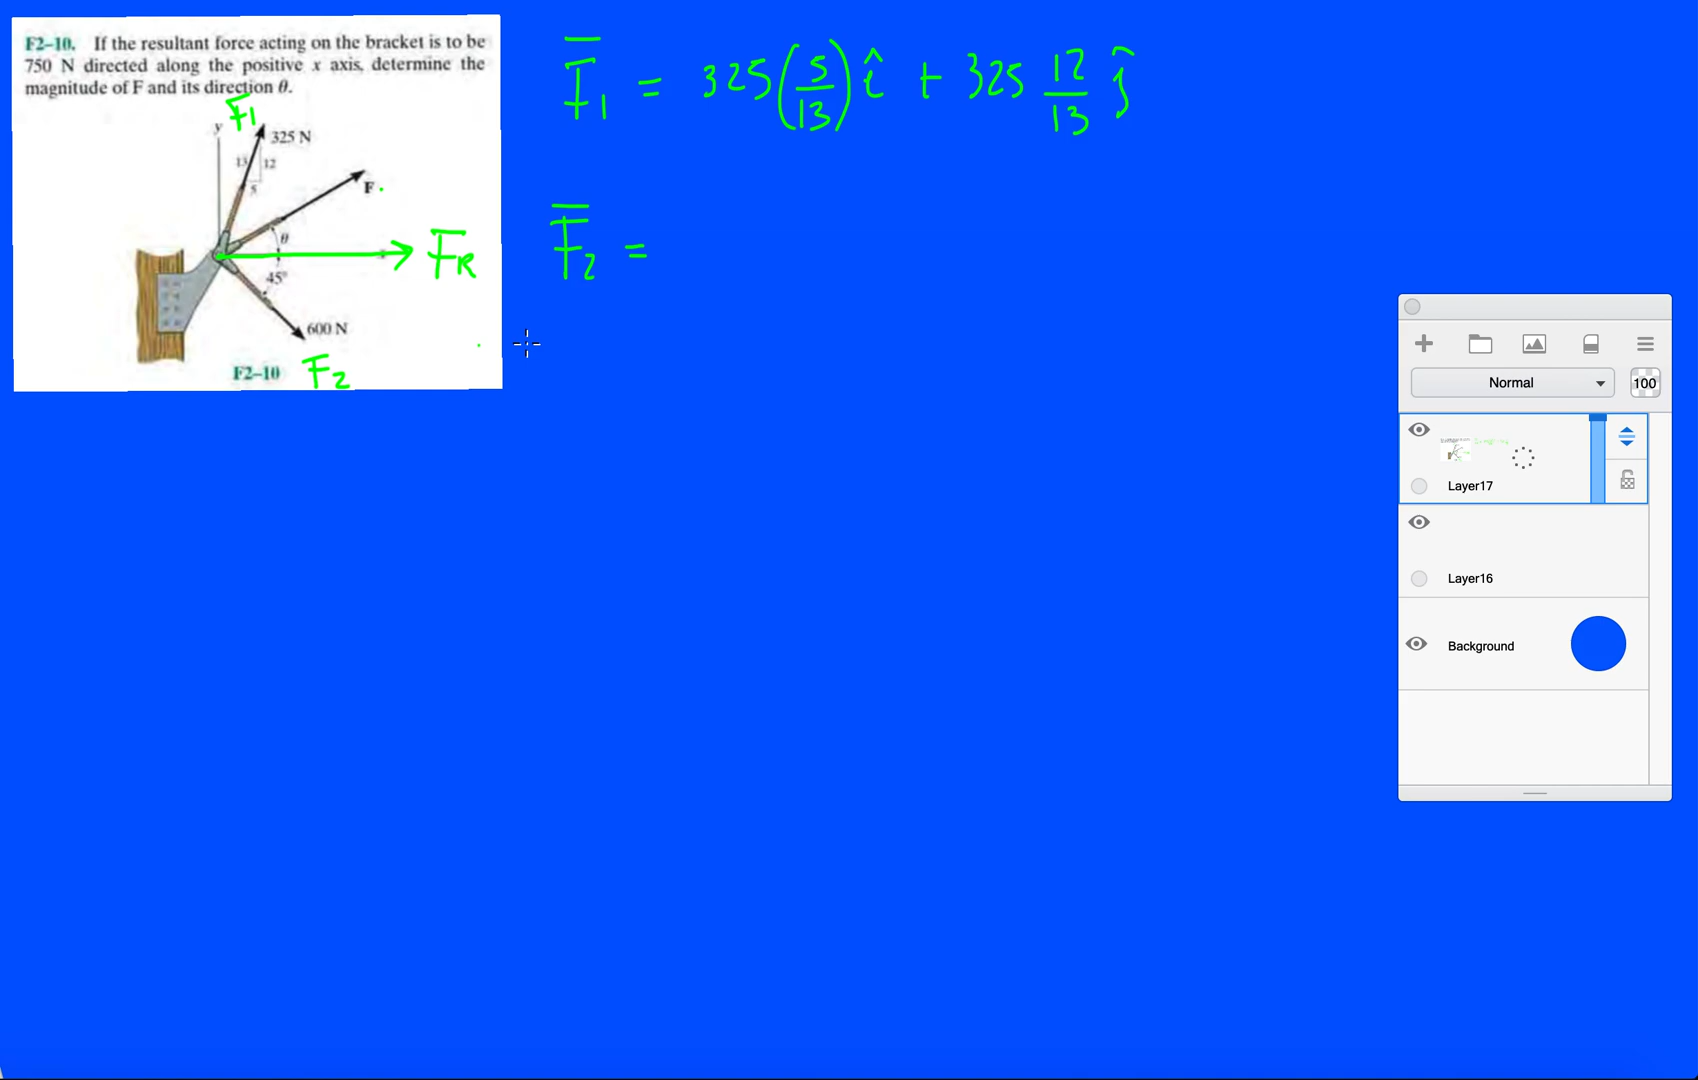 F2–10. If the resultant force acting on the bracket is to be
750 N directed along the positive x axis, determine the
magnitude of F and its direction θ.
F1
y
325 N
13
12
5
F
θ
FR
45°
600 N
F2–10
F2
F̅1 = 325(5/13) î + 325 12/13 ĵ
F̅2 =
Normal
100
Layer17
Layer16
Background